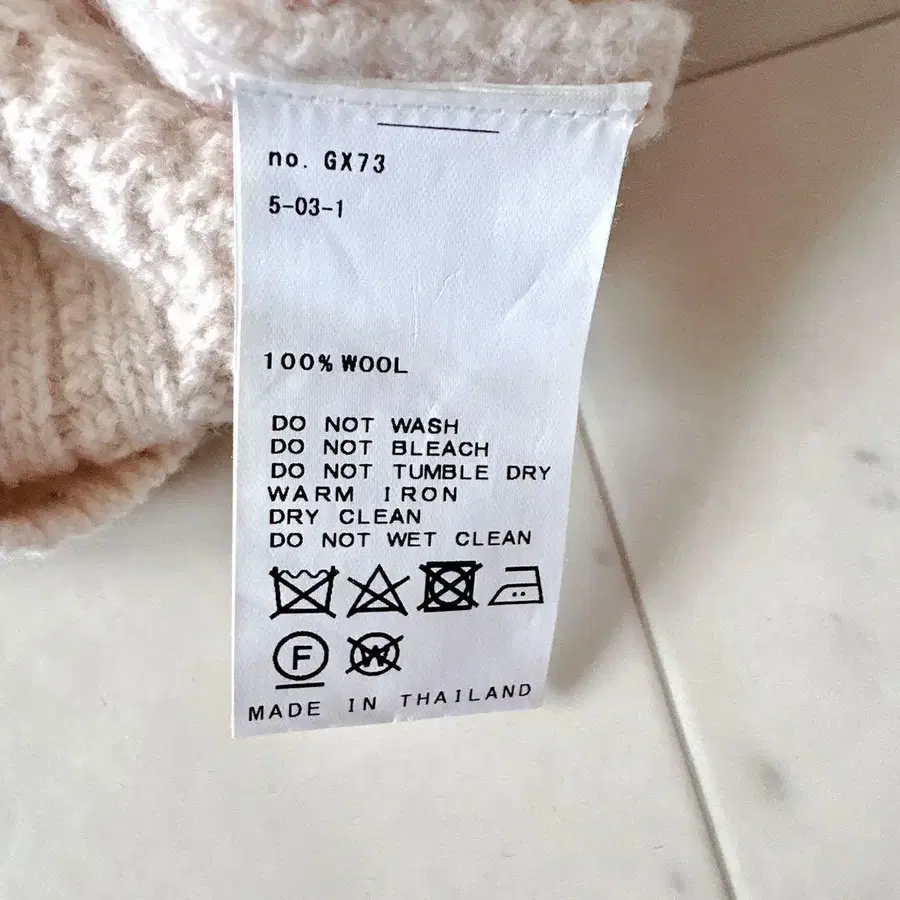 no. GX73
5-03-1
100% WOOL
DO NOT WASH
DO NOT BLEACH
DO NOT TUMBLE DRY
WARM IRON
DRY CLEAN
DO NOT WET CLEAN
F W
MADE IN THAILAND